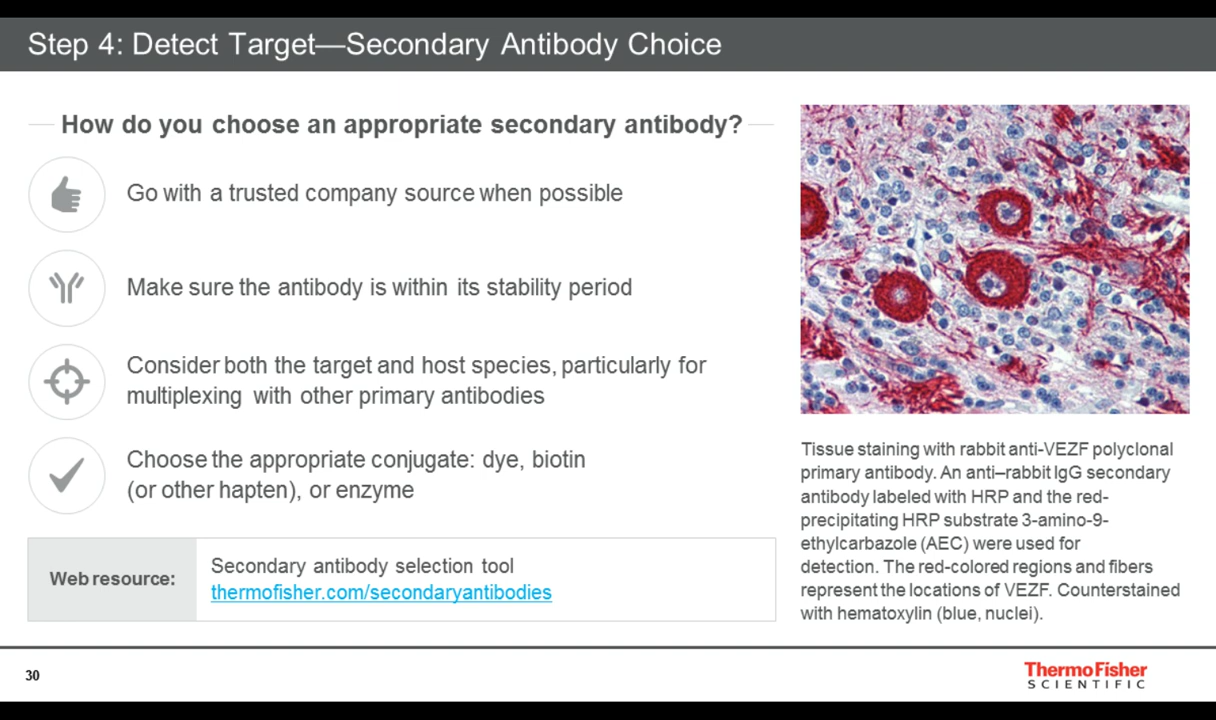 Step 4: Detect Target—Secondary Antibody Choice
How do you choose an appropriate secondary antibody?
Go with a trusted company source when possible
Make sure the antibody is within its stability period
Consider both the target and host species, particularly for
multiplexing with other primary antibodies
Choose the appropriate conjugate: dye, biotin
(or other hapten), or enzyme
Web resource:
Secondary antibody selection tool
thermofisher.com/secondaryantibodies
Tissue staining with rabbit anti-VEZF polyclonal
primary antibody. An anti–rabbit IgG secondary
antibody labeled with HRP and the red-
precipitating HRP substrate 3-amino-9-
ethylcarbazole (AEC) were used for
detection. The red-colored regions and fibers
represent the locations of VEZF. Counterstained
with hematoxylin (blue, nuclei).
30
ThermoFisher
SCIENTIFIC